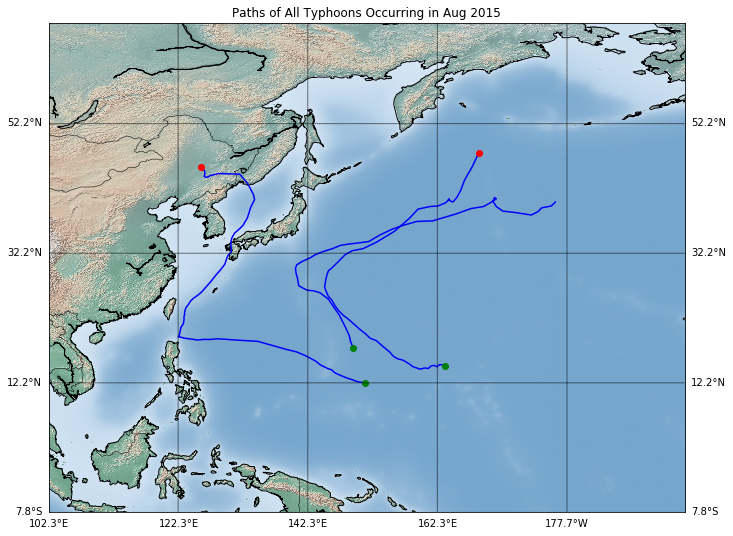 Paths of All Typhoons Occurring in Aug 2015
52.2°N 52.2°N
32.2°N 32.2°N
12.2°N 12.2°N
7.8°S 7.8°S
102.3°E 122.3°E 142.3°E 162.3°E 177.7°W